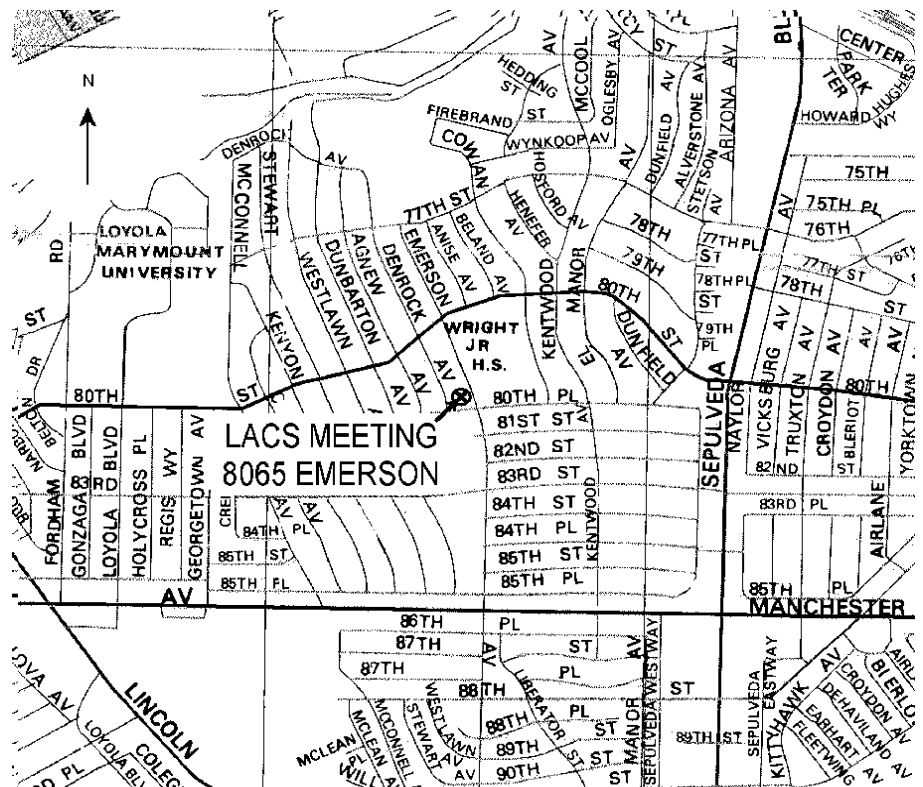 N
LOYOLA
MARYMOUNT
UNIVERSITY
RD
ST
DENROCK
AV
STEWART
MC CONNELL
KENYON
WESTLAWN
DUNBARTON
AGNEW
DENROCK
EMERSON
ANISE AV
BELAND AV
77TH ST
COWAN
FIREBRAND
ST
HEDDING
ST
WYNKOOP AV
AV
MCCOOL
OGLESBY
HENEFER
AV
KENTWOOD
MANOR
EL
ST
PL
DUNFIELD AV
ALVERSTONE AV
STETSON AV
ARIZONA AV
BL
CENTER
PARK
TER
HOWARD
HUGHES
WY
75TH
75TH PL
76TH
77TH ST
78TH
78TH
79TH
77TH PL
ST
78TH PL
ST
79TH
PL
80TH
ST
DUNFIELD
AV
WRIGHT
JR
H.S.
80TH
ST
80TH PL
81ST ST
82ND ST
83RD ST
84TH ST
84TH PL
85TH ST
85TH PL
KENTWOOD
AV
LACS MEETING
8065 EMERSON
SEPULVEDA
NAYLOR
VICKSBURG AV
TRUXTON AV
CROYDON AV
BLERIOT
AV
80TH
YORKTOWN
82ND ST
83RD PL
AIRLANE
85TH PL
MANCHESTER
AV
BELTON DR
FORDHAM
GONZAGA BLVD
83RD
LOYOLA BLVD
HOLYCROSS PL
REGIS WY
GEORGETOWN AV
84TH PL
85TH ST
85TH PL
86TH PL
87TH ST
87TH PL
88TH ST
88TH PL
89TH ST
90TH ST
AV
LIBERATOR
MANOR AV
SEPULVEDA WESTWAY
89TH ST
SEPULVEDA
EASTWAY
KITTYHAWK AV
CROYDON
DEHAVILAND AV
EARHART
FLEETWING AV
WESTLAWN AV
STEWART AV
MCCONNELL
MCLEAN AV
MCLEAN
PL
LINCOLN
LOYOLA
AV